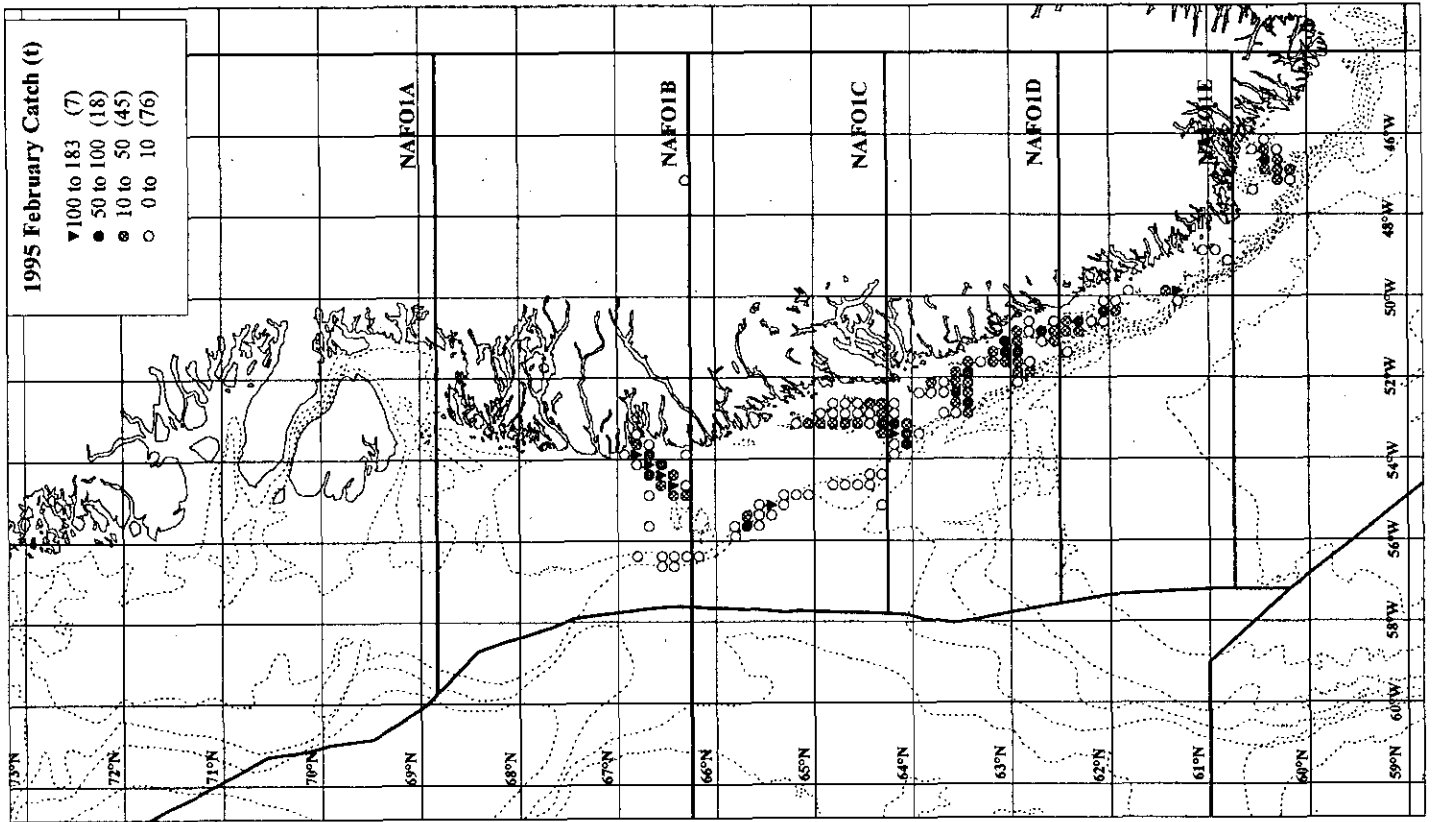 1995 February Catch (t)
▼100 to 183 (7)
● 50 to 100 (18)
⊗ 10 to 50 (45)
○ 0 to 10 (76)
NAFO1A
NAFO1B
NAFO1C
NAFO1D
NAFO1E
73°N
72°N
71°N
70°N
69°N
68°N
67°N
66°N
65°N
64°N
63°N
62°N
61°N
60°N
59°N
60°W
58°W
56°W
54°W
52°W
50°W
48°W
46°W